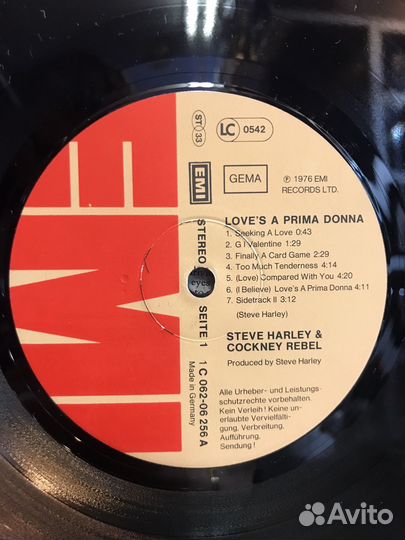 EMI
ST 33
LC 0542
EMI
GEMA
℗ 1976 EMI
RECORDS LTD.
LOVE'S A PRIMA DONNA
1. Seeking A Love 0:43
2. G I Valentine 1:29
3. Finally A Card Game 2:29
4. Too Much Tenderness 4:14
5. (Love) Compared With You 4:20
6. (I Believe) Love's A Prima Donna 4:11
7. Sidetrack II 3:12
(Steve Harley)
STEREO
SEITE 1
1 C 062-06 256 A
Made in Germany
STEVE HARLEY &
COCKNEY REBEL
Produced by Steve Harley
Alle Urheber- und Leistungs-
schutzrechte vorbehalten.
Kein Verleih! Keine un-
erlaubte Vervielfälti-
gung, Verbreitung,
Aufführung,
Sendung!
eyes
Avito